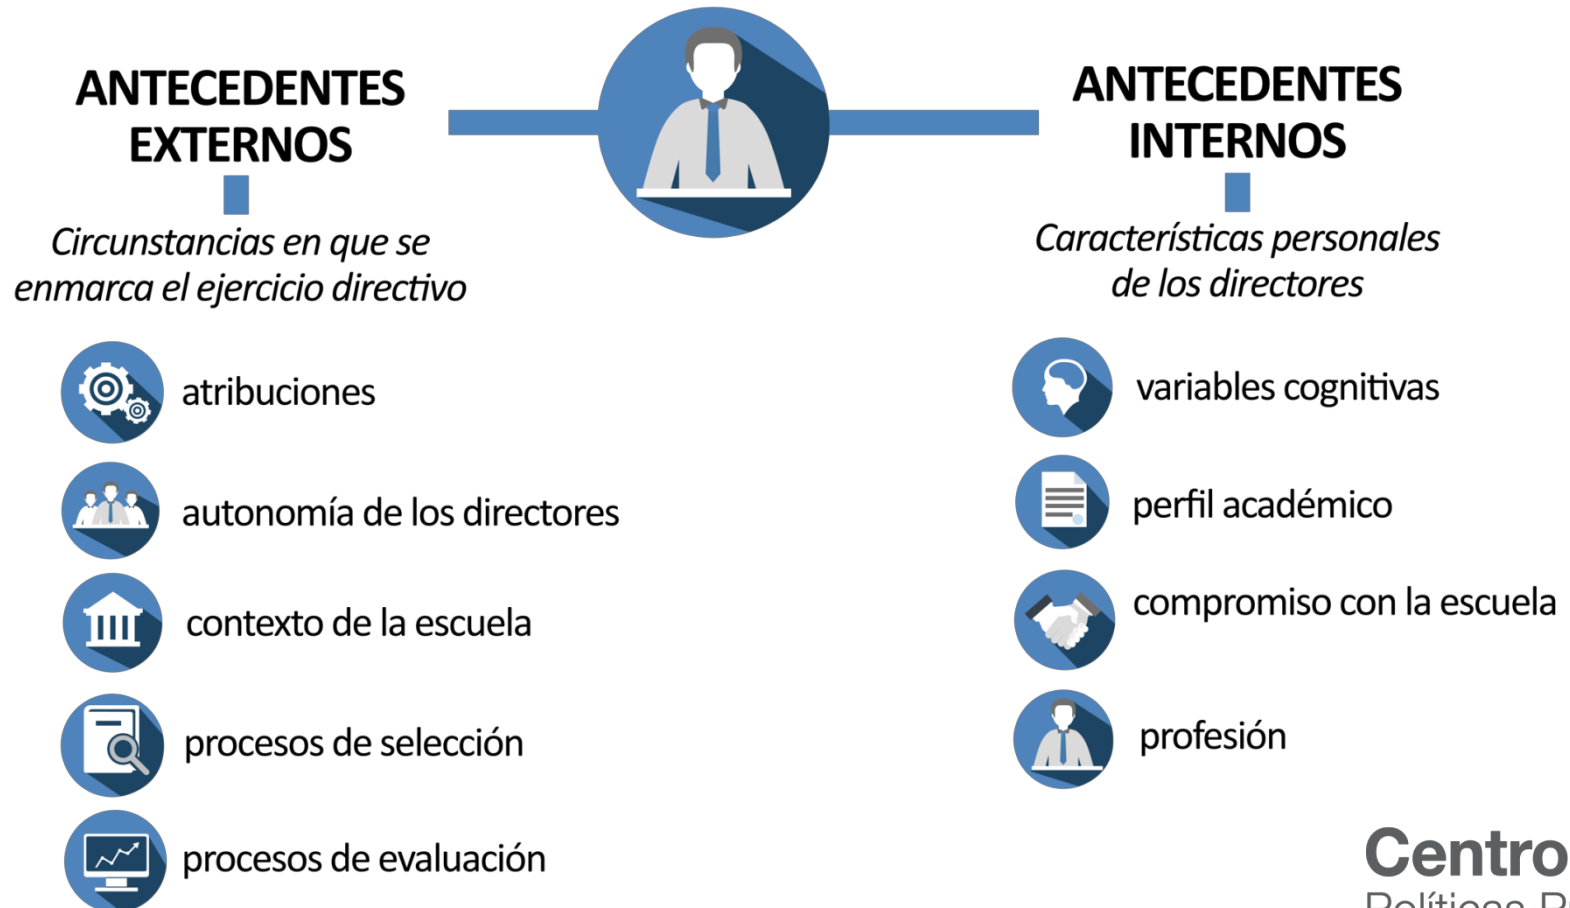 ANTECEDENTES
EXTERNOS
Circunstancias en que se
enmarca el ejercicio directivo
atribuciones
autonomía de los directores
contexto de la escuela
procesos de selección
procesos de evaluación
ANTECEDENTES
INTERNOS
Características personales
de los directores
variables cognitivas
perfil académico
compromiso con la escuela
profesión
Centro
Políticas